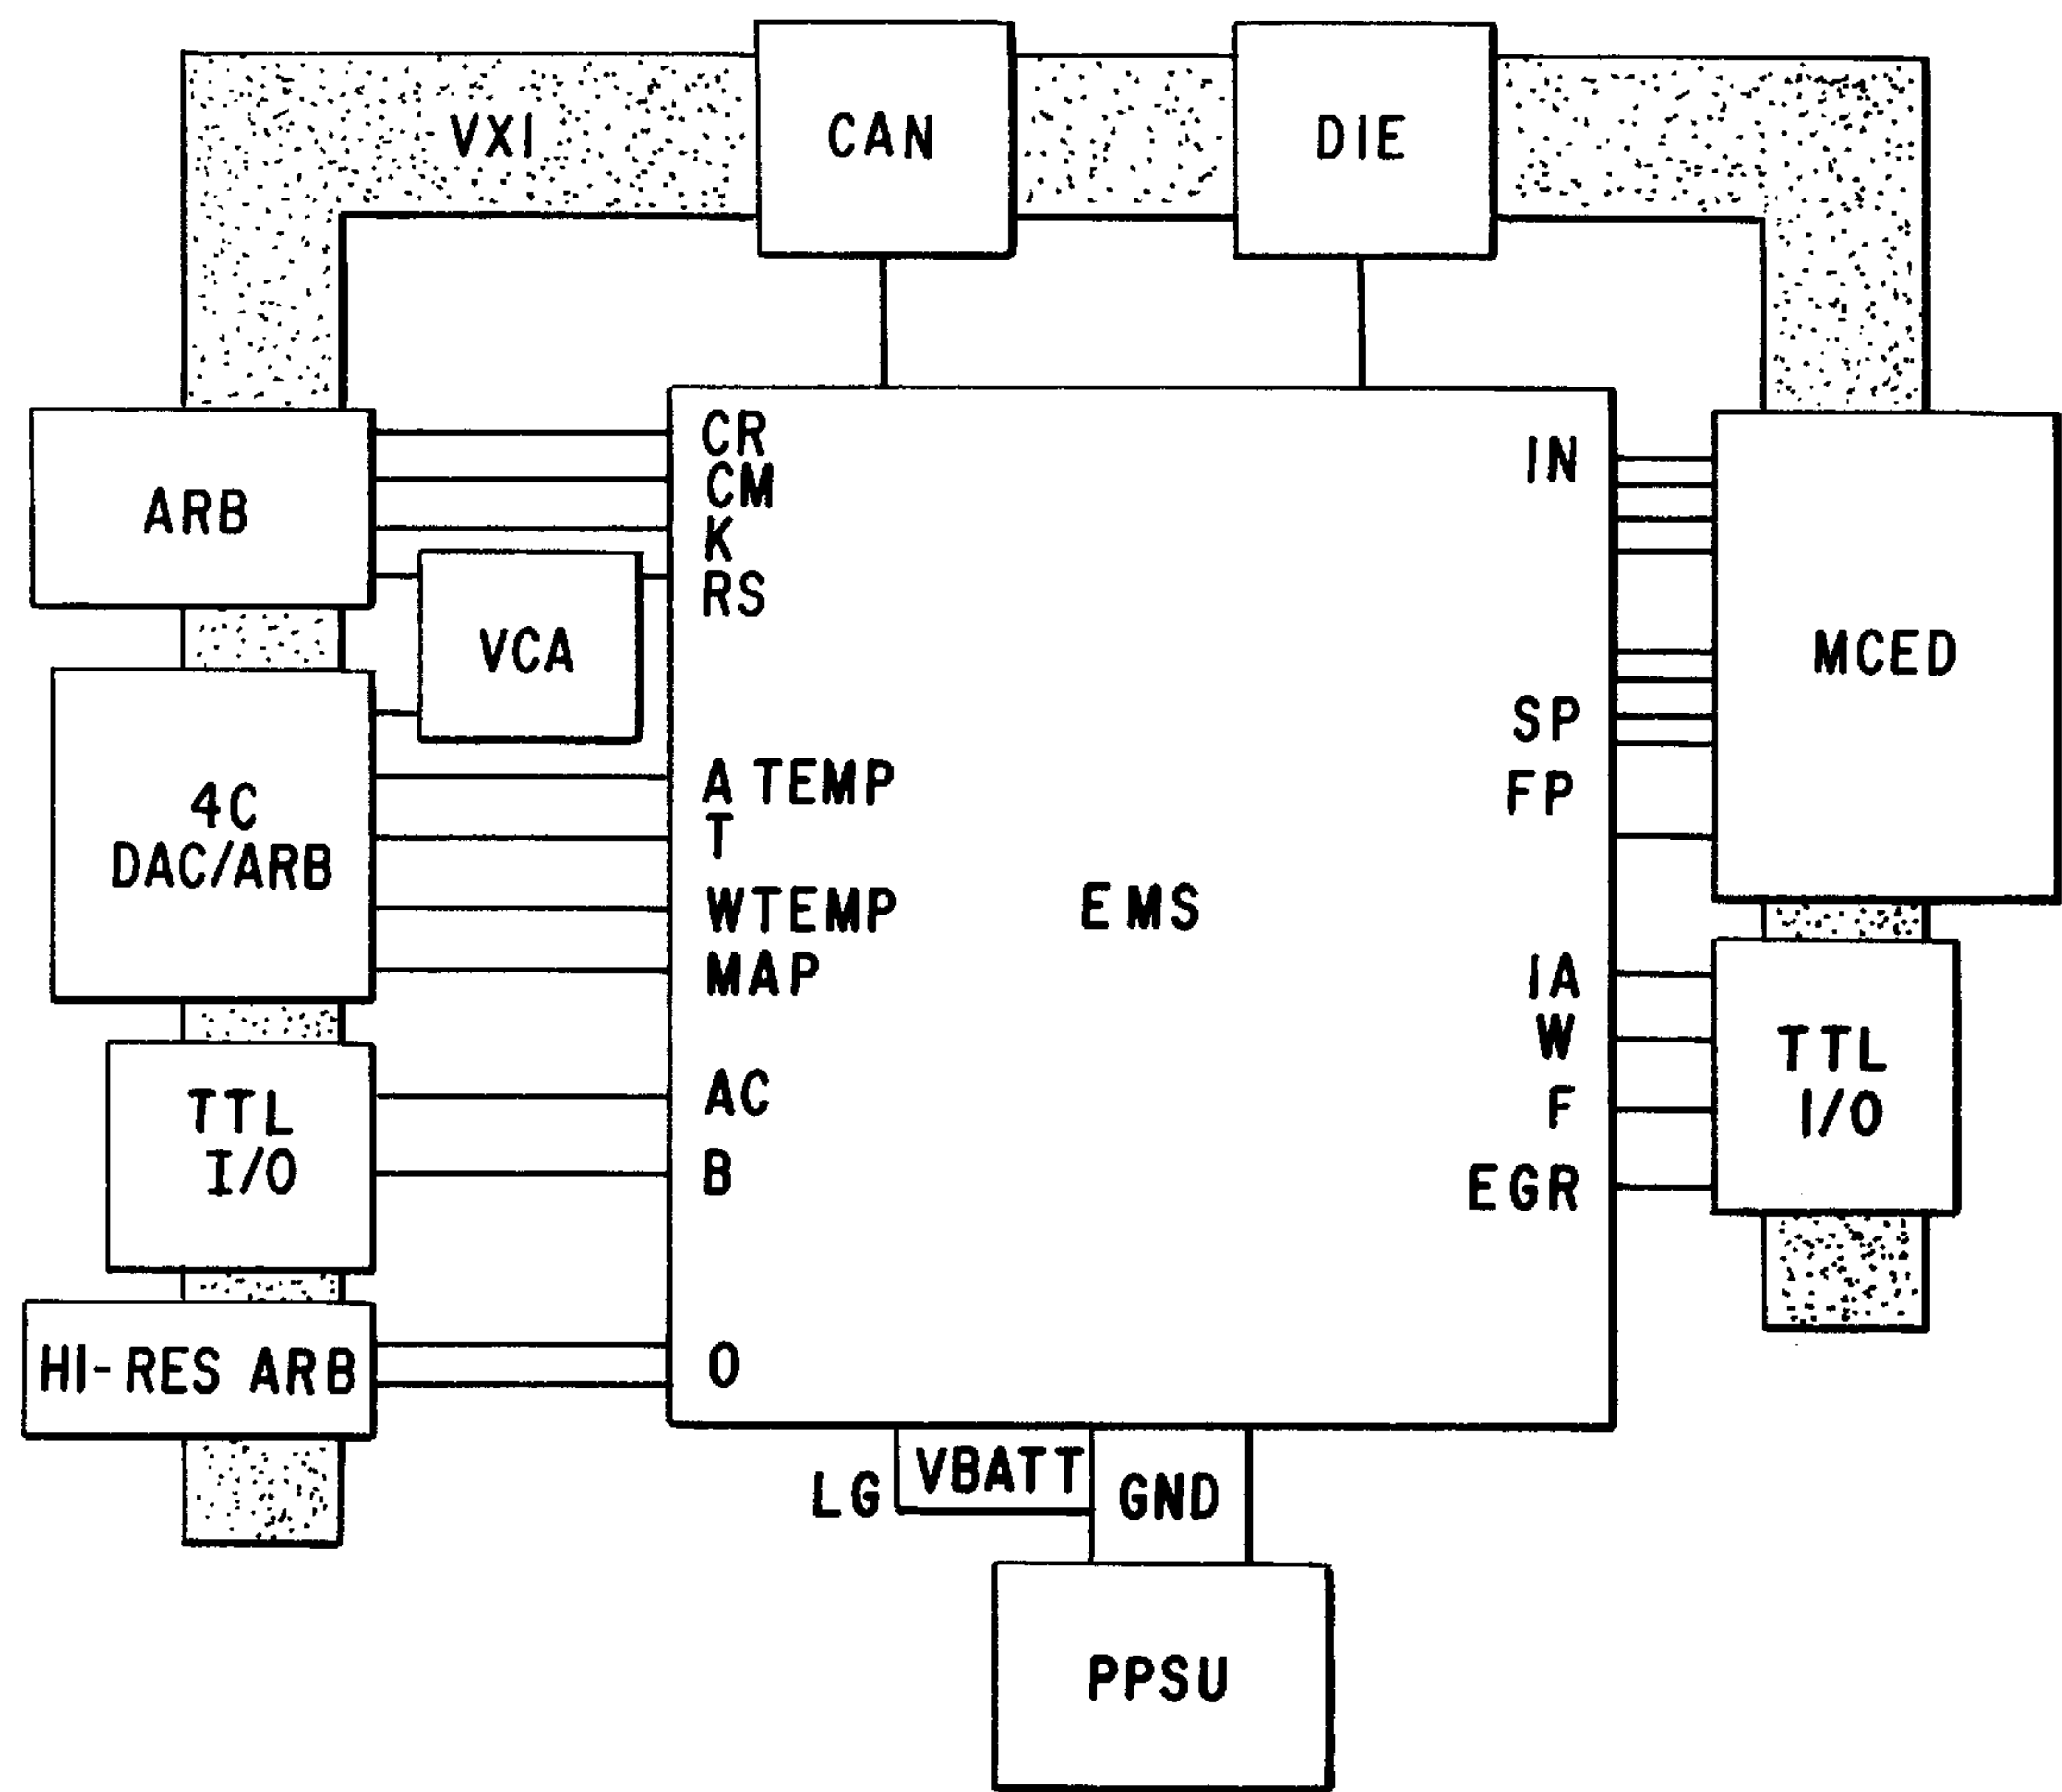 VXI
CAN
DIE
ARB
CR
CM
K
RS
VCA
4C
DAC/ARB
A TEMP
T
WTEMP
MAP
TTL
I/O
AC
B
HI-RES ARB
O
EMS
IN
SP
FP
MCED
IA
W
F
EGR
TTL
I/O
LG
VBATT
GND
PPSU